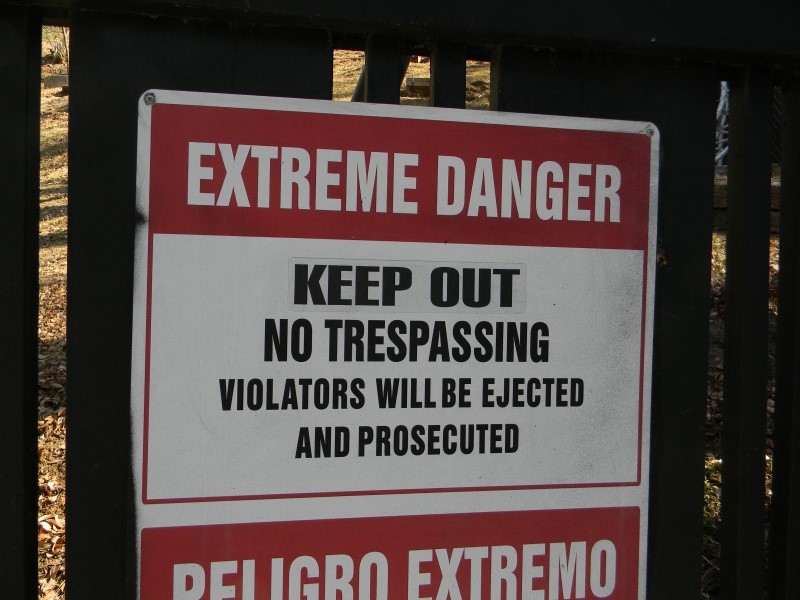 EXTREME DANGER
KEEP OUT
NO TRESPASSING
VIOLATORS WILL BE EJECTED
AND PROSECUTED
PELIGRO EXTREMO